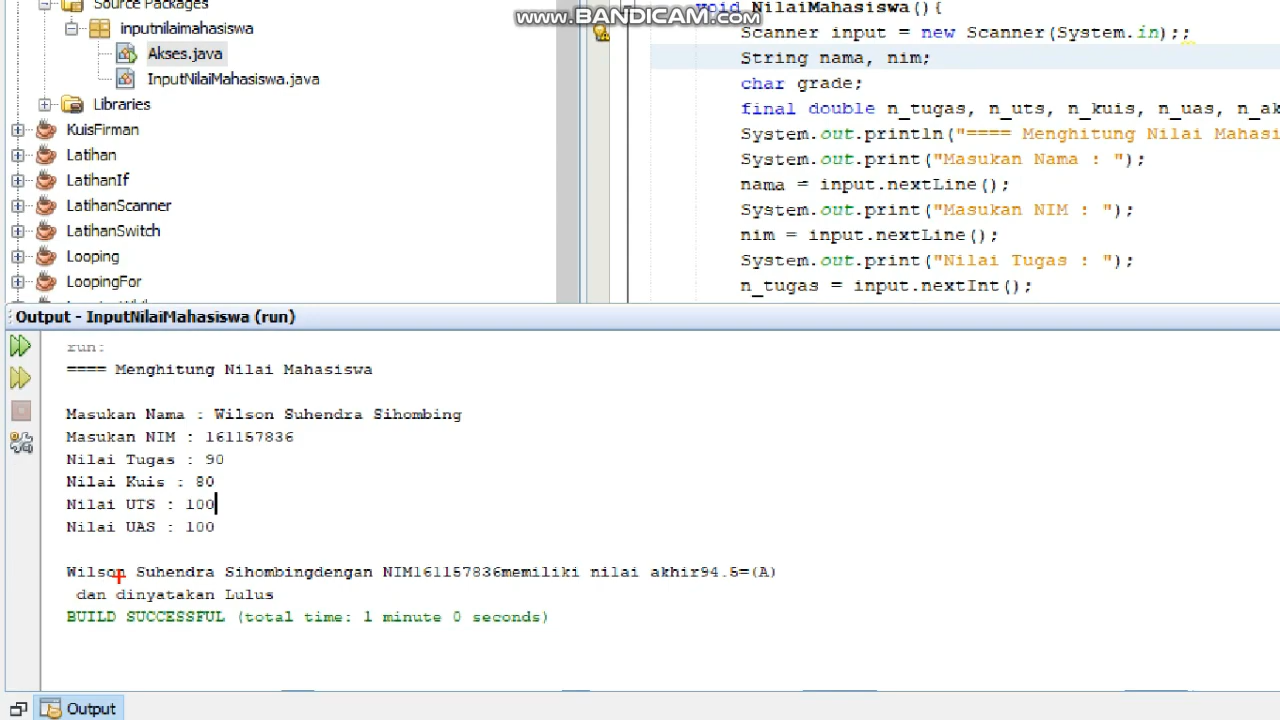 Source Packages
inputnilaimahasiswa
Akses.java
InputNilaiMahasiswa.java
Libraries
KuisFirman
Latihan
LatihanIf
LatihanScanner
LatihanSwitch
Looping
LoopingFor
www.BANDICAM.com
void NilaiMahasiswa(){
Scanner input = new Scanner(System.in);;
String nama, nim;
char grade;
final double n_tugas, n_uts, n_kuis, n_uas, n_ak
System.out.println("==== Menghitung Nilai Mahasi
System.out.print("Masukan Nama : ");
nama = input.nextLine();
System.out.print("Masukan NIM : ");
nim = input.nextLine();
System.out.print("Nilai Tugas : ");
n_tugas = input.nextInt();
Output - InputNilaiMahasiswa (run)
run:
==== Menghitung Nilai Mahasiswa
Masukan Nama : Wilson Suhendra Sihombing
Masukan NIM : 161157836
Nilai Tugas : 90
Nilai Kuis : 80
Nilai UTS : 100
Nilai UAS : 100
Wilson Suhendra Sihombingdengan NIM161157836memiliki nilai akhir94.5=(A)
dan dinyatakan Lulus
BUILD SUCCESSFUL (total time: 1 minute 0 seconds)
Output